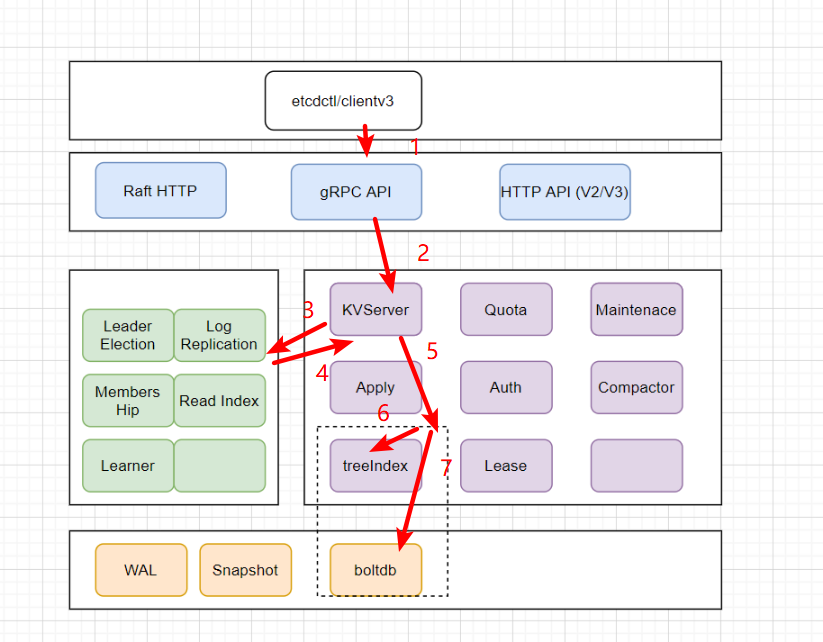 etcdctl/clientv3
1
Raft HTTP
gRPC API
HTTP API (V2/V3)
2
Leader
Election
Log
Replication
Members
Hip
Read Index
Learner
3
4
KVServer
Quota
Maintenace
5
Apply
Auth
Compactor
6
treeIndex
7
Lease
WAL
Snapshot
boltdb